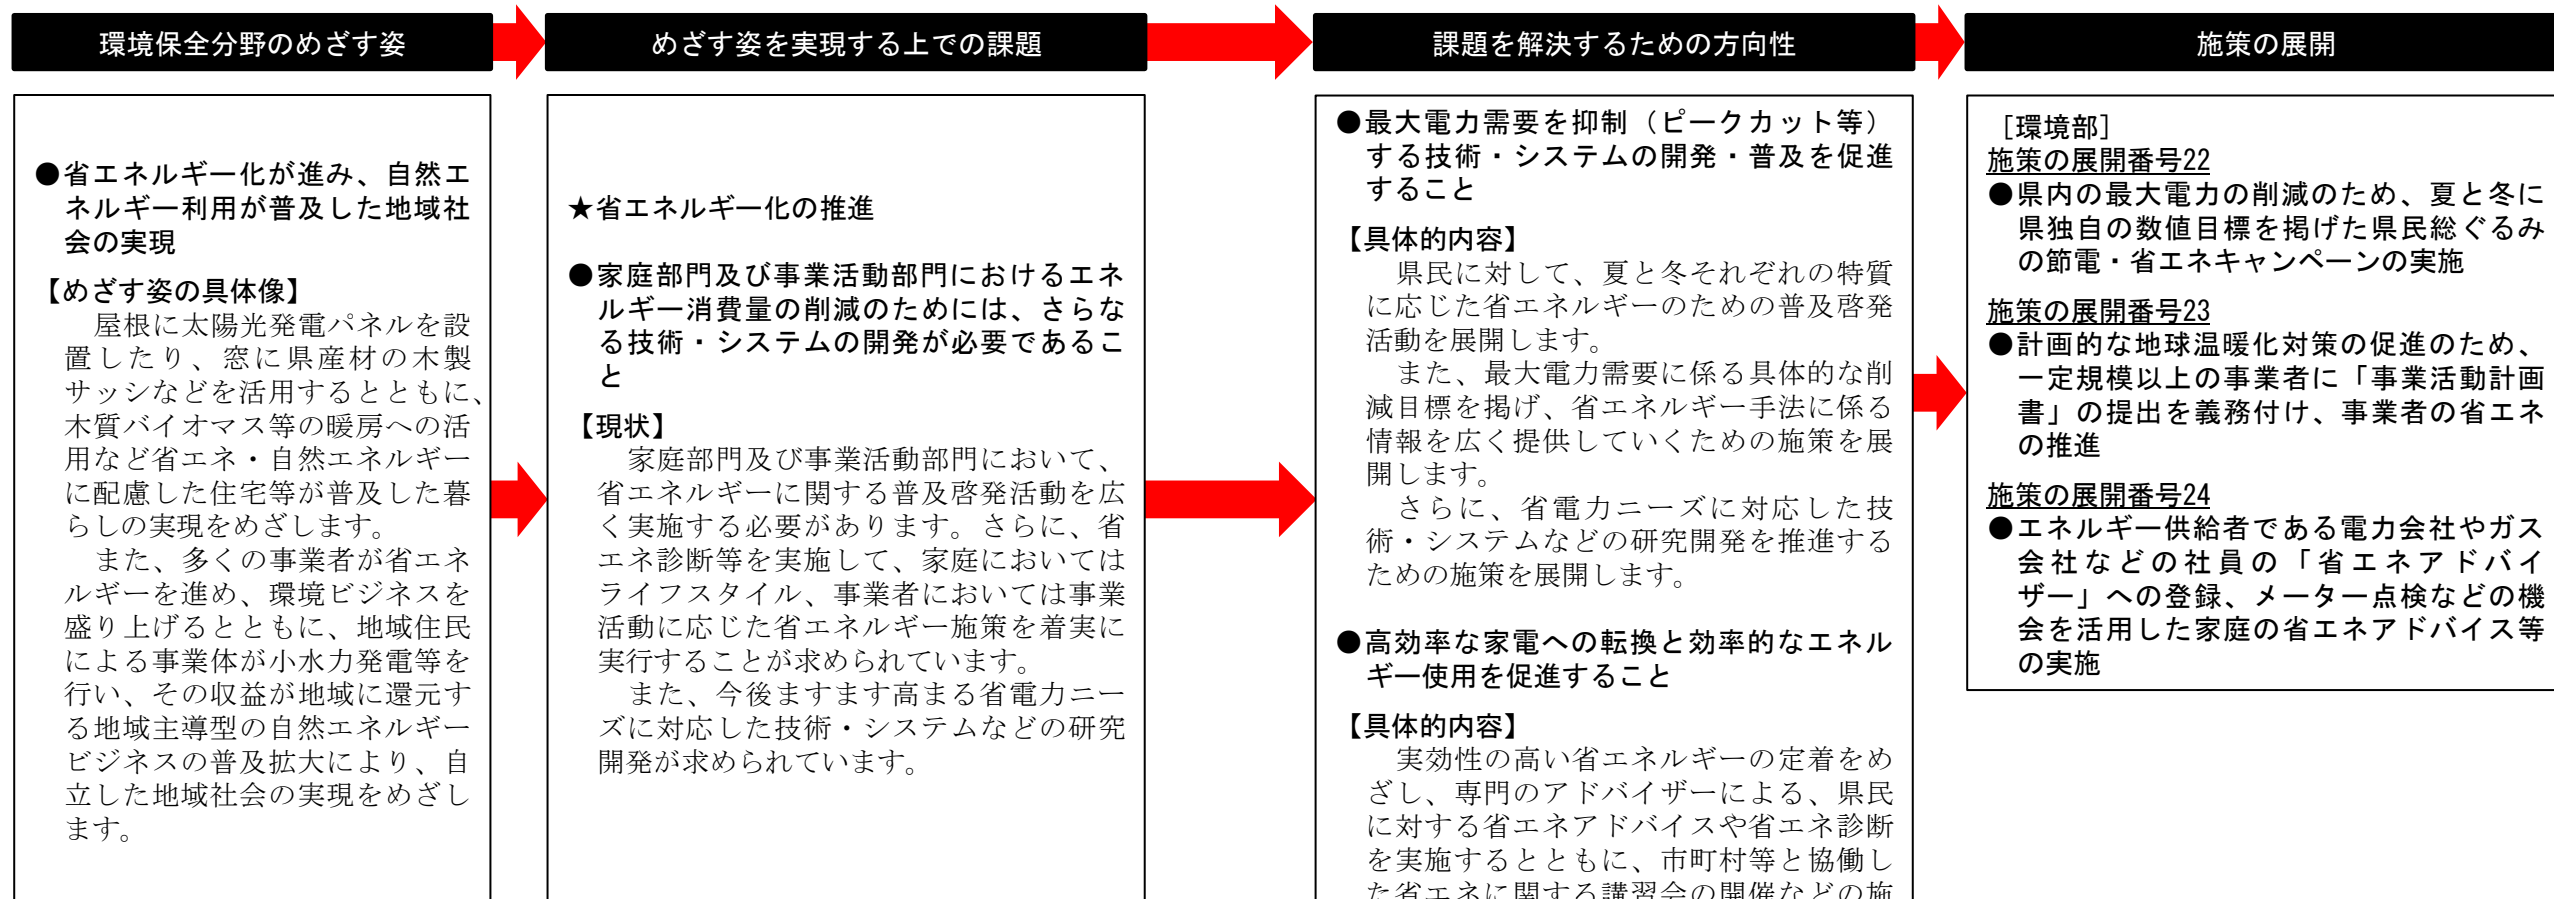 環境保全分野のめざす姿
めざす姿を実現する上での課題
課題を解決するための方向性
施策の展開
●省エネルギー化が進み、自然エ
ネルギー利用が普及した地域社
会の実現
【めざす姿の具体像】
屋根に太陽光発電パネルを設
置したり、窓に県産材の木製
サッシなどを活用するとともに、
木質バイオマス等の暖房への活
用など省エネ・自然エネルギー
に配慮した住宅等が普及した暮
らしの実現をめざします。
また、多くの事業者が省エネ
ルギーを進め、環境ビジネスを
盛り上げるとともに、地域住民
による事業体が小水力発電等を
行い、その収益が地域に還元す
る地域主導型の自然エネルギー
ビジネスの普及拡大により、自
立した地域社会の実現をめざし
ます。
★省エネルギー化の推進
●家庭部門及び事業活動部門におけるエネ
ルギー消費量の削減のためには、さらな
る技術・システムの開発が必要であるこ
と
【現状】
家庭部門及び事業活動部門において、
省エネルギーに関する普及啓発活動を広
く実施する必要があります。さらに、省
エネ診断等を実施して、家庭においては
ライフスタイル、事業者においては事業
活動に応じた省エネルギー施策を着実に
実行することが求められています。
また、今後ますます高まる省電力ニー
ズに対応した技術・システムなどの研究
開発が求められています。
●最大電力需要を抑制（ピークカット等）
する技術・システムの開発・普及を促進
すること
【具体的内容】
県民に対して、夏と冬それぞれの特質
に応じた省エネルギーのための普及啓発
活動を展開します。
また、最大電力需要に係る具体的な削
減目標を掲げ、省エネルギー手法に係る
情報を広く提供していくための施策を展
開します。
さらに、省電力ニーズに対応した技
術・システムなどの研究開発を推進する
ための施策を展開します。
●高効率な家電への転換と効率的なエネル
ギー使用を促進すること
【具体的内容】
実効性の高い省エネルギーの定着をめ
ざし、専門のアドバイザーによる、県民
に対する省エネアドバイスや省エネ診断
を実施するとともに、市町村等と協働し
た省エネに関する講習会の開催などの施
［環境部］
施策の展開番号22
●県内の最大電力の削減のため、夏と冬に
県独自の数値目標を掲げた県民総ぐるみ
の節電・省エネキャンペーンの実施
施策の展開番号23
●計画的な地球温暖化対策の促進のため、
一定規模以上の事業者に「事業活動計画
書」の提出を義務付け、事業者の省エネ
の推進
施策の展開番号24
●エネルギー供給者である電力会社やガス
会社などの社員の「省エネアドバイ
ザー」への登録、メーター点検などの機
会を活用した家庭の省エネアドバイス等
の実施